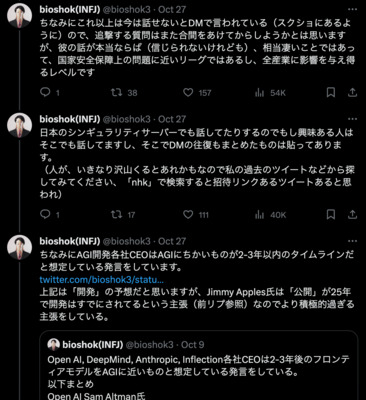 bioshok(INFJ) @bioshok3 · Oct 27
ちなみにこれ以上は今は話せないとDMで言われている（スクショにあるよ
うに）ので、追撃する質問はまた合間をあけてからしようかとは思います
が、彼の話が本当ならば（信じられないけれども）、相当凄いことではあっ
て、国家安全保障上の問題に近いリークではあるし、全産業に影響を与え得
るレベルです
1 38 157 54K
bioshok(INFJ) @bioshok3 · Oct 27
日本のシンギュラリティサーバーでも話してたりするのでもし興味ある人は
そこでも話してますし、そこでDMの往復もまとめたものは貼ってありま
す。
（人が、いきなり沢山くるとあれかもなので私の過去のツイートなどから探
してみてください、「nhk」で検索すると招待リンクあるツイートあると思
われ）
1 17 111 40K
bioshok(INFJ) @bioshok3 · Oct 27
ちなみにAGI開発各社CEOはAGIにちかいものが2-3年以内のタイムラインだ
と想定している発言をしています。
twitter.com/bioshok3/statu...
上記は「開発」の予想だと思いますが、Jimmy Apples氏は「公開」が25年
で開発はすでにされてるという主張（前リプ参照）なのでより積極的過ぎる
主張をしている。
bioshok(INFJ) @bioshok3 · Oct 9
Open AI, DeepMind, Anthropic, Inflection各社CEOは2-3年後のフロンテ
ィアモデルをAGIに近いものと想定している発言をしている。
以下まとめ
Open AI Sam Altman氏